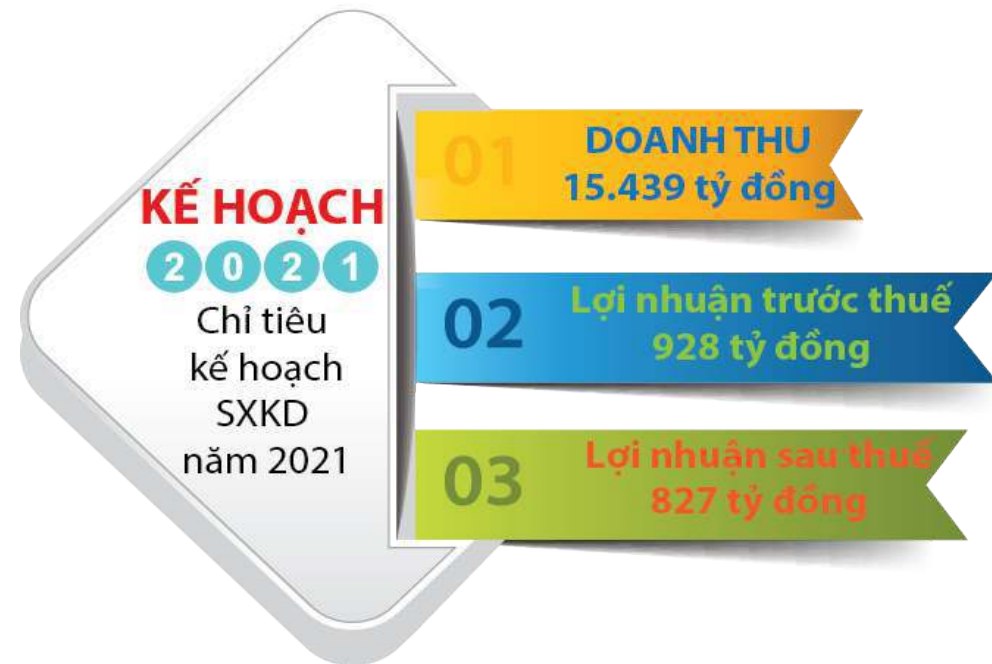 KẾ HOẠCH
2021
Chỉ tiêu
kế hoạch
SXKD
năm 2021
01
DOANH THU
15.439 tỷ đồng
02
Lợi nhuận trước thuế
928 tỷ đồng
03
Lợi nhuận sau thuế
827 tỷ đồng